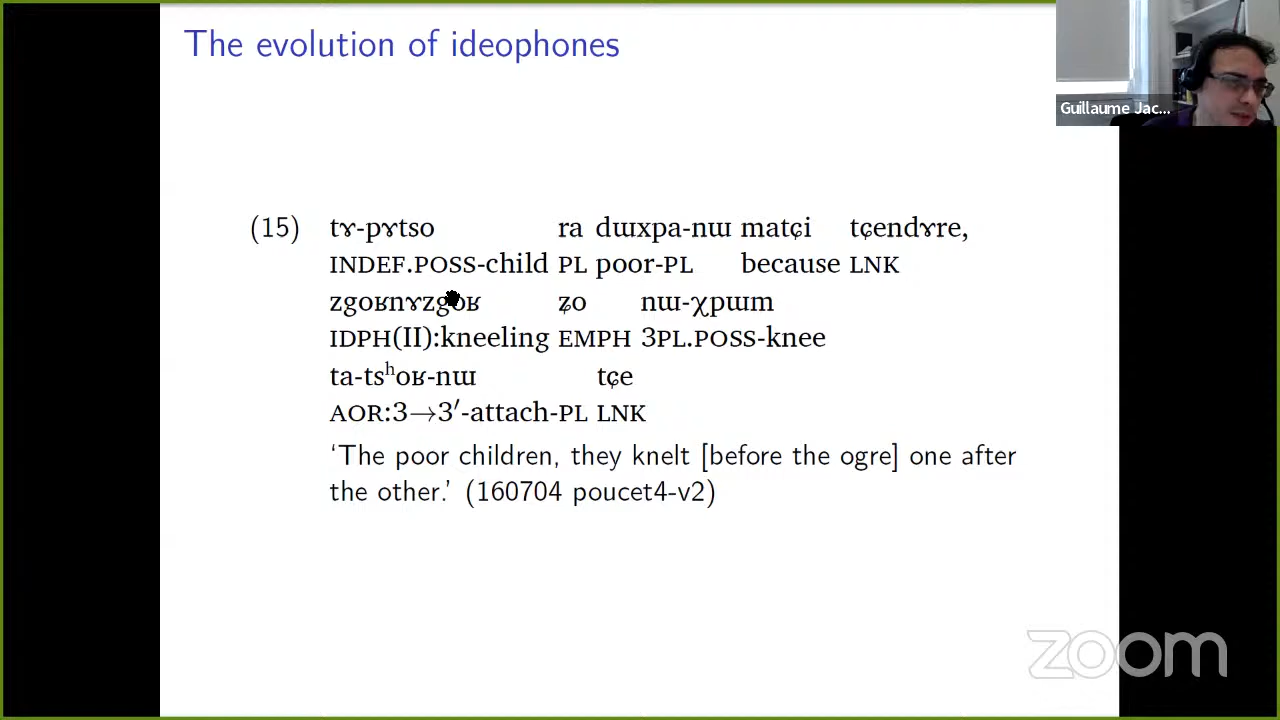 The evolution of ideophones
Guillaume Jac...
(15) tɤ-pɤtso ra dɯxpa-nɯ matɕi tɕendɤre,
INDEF.POSS-child PL poor-PL because LNK
zgoʁnɤzgoʁ ʑo nɯ-χpɯm
IDPH(II):kneeling EMPH 3PL.POSS-knee
ta-tsʰoʁ-nɯ tɕe
AOR:3→3′-attach-PL LNK
‘The poor children, they knelt [before the ogre] one after
the other.’ (160704 poucet4-v2)
zoom